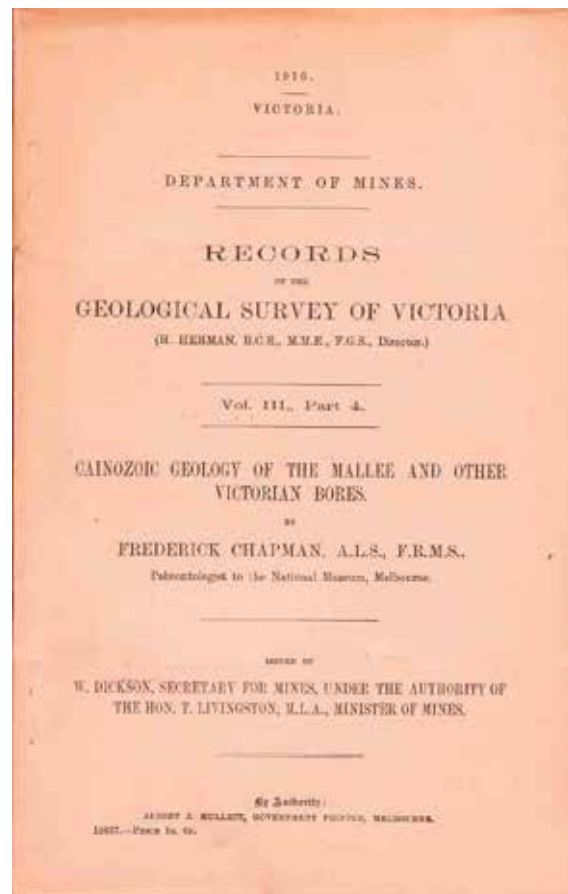 1916.
VICTORIA.
DEPARTMENT OF MINES.
RECORDS
OF THE
GEOLOGICAL SURVEY OF VICTORIA
(H. HERMAN, B.C.E., M.M.E., F.G.S., Director.)
Vol. III., Part 4.
CAINOZOIC GEOLOGY OF THE MALLEE AND OTHER
VICTORIAN BORES.
BY
FREDERICK CHAPMAN, A.L.S., F.R.M.S.,
Palæontologist to the National Museum, Melbourne.
ISSUED BY
W. DICKSON, SECRETARY FOR MINES, UNDER THE AUTHORITY OF
THE HON. T. LIVINGSTON, M.L.A., MINISTER OF MINES.
By Authority:
ALBERT J. MULLETT, GOVERNMENT PRINTER, MELBOURNE.
PRICE